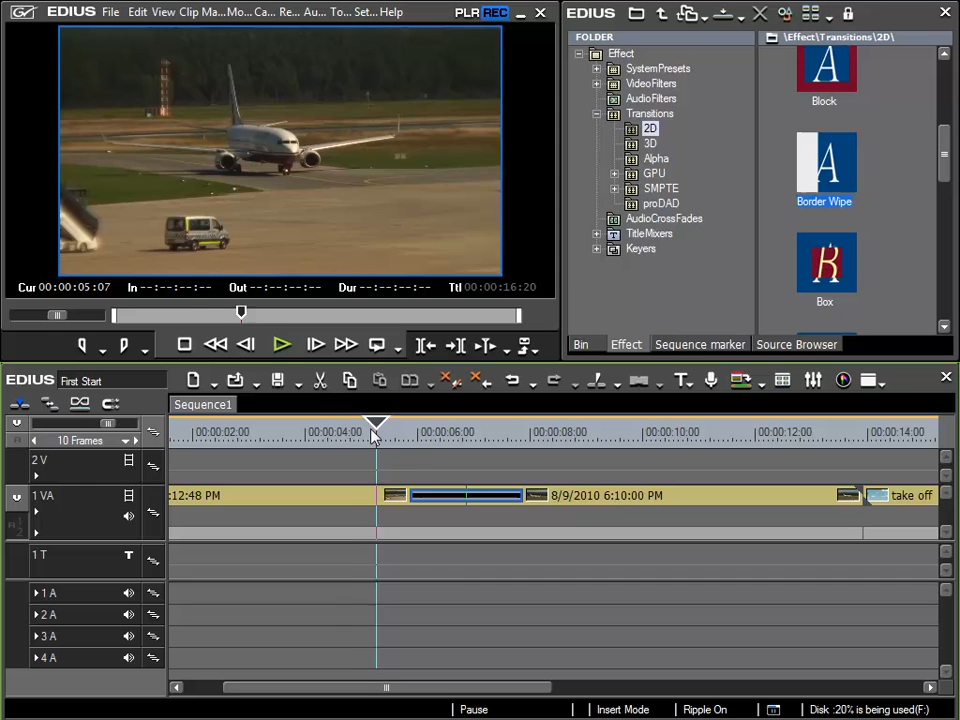 EDIUS File Edit View Clip Ma...Mo... Ca... Re... Au... To... Set...Help PLR REC
Cur 00:00:05:07 In --:--:--:-- Out --:--:--:-- Dur --:--:--:-- Ttl 00:00:16:20
EDIUS
FOLDER
Effect
SystemPresets
VideoFilters
AudioFilters
Transitions
2D
3D
Alpha
GPU
SMPTE
proDAD
AudioCrossFades
TitleMixers
Keyers
\Effect\Transitions\2D\
Block
Border Wipe
Box
Bin Effect Sequence marker Source Browser
EDIUS First Start
Sequence1
10 Frames
00:00:02:00 00:00:04:00 00:00:06:00 00:00:08:00 00:00:10:00 00:00:12:00 00:00:14:00
2 V
1 VA :12:48 PM 8/9/2010 6:10:00 PM take off
1 T T
1 A
2 A
3 A
4 A
Pause Insert Mode Ripple On Disk :20% is being used(F:)